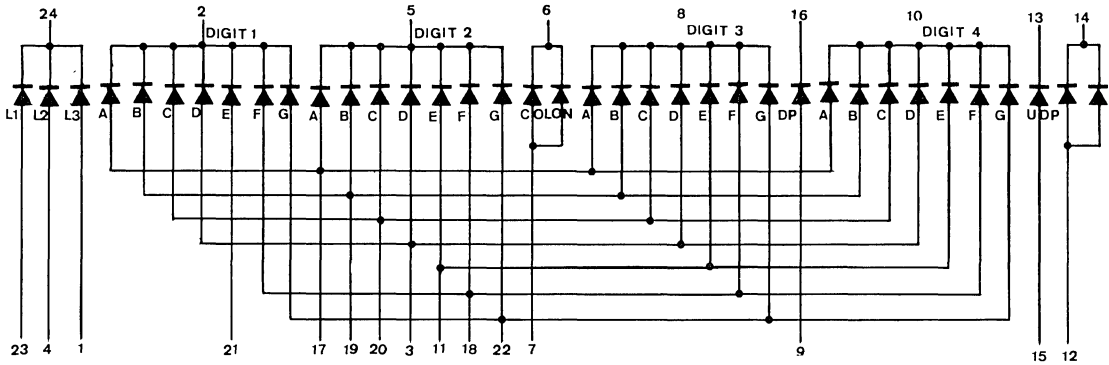 24 2 5 6 8 16 10 13 14
DIGIT 1 DIGIT 2 DIGIT 3 DIGIT 4
L1 L2 L3 A B C D E F G A B C D E F G COLON A B C D E F G DP A B C D E F G UDP
23 4 1 21 17 19 20 3 11 18 22 7 9 15 12